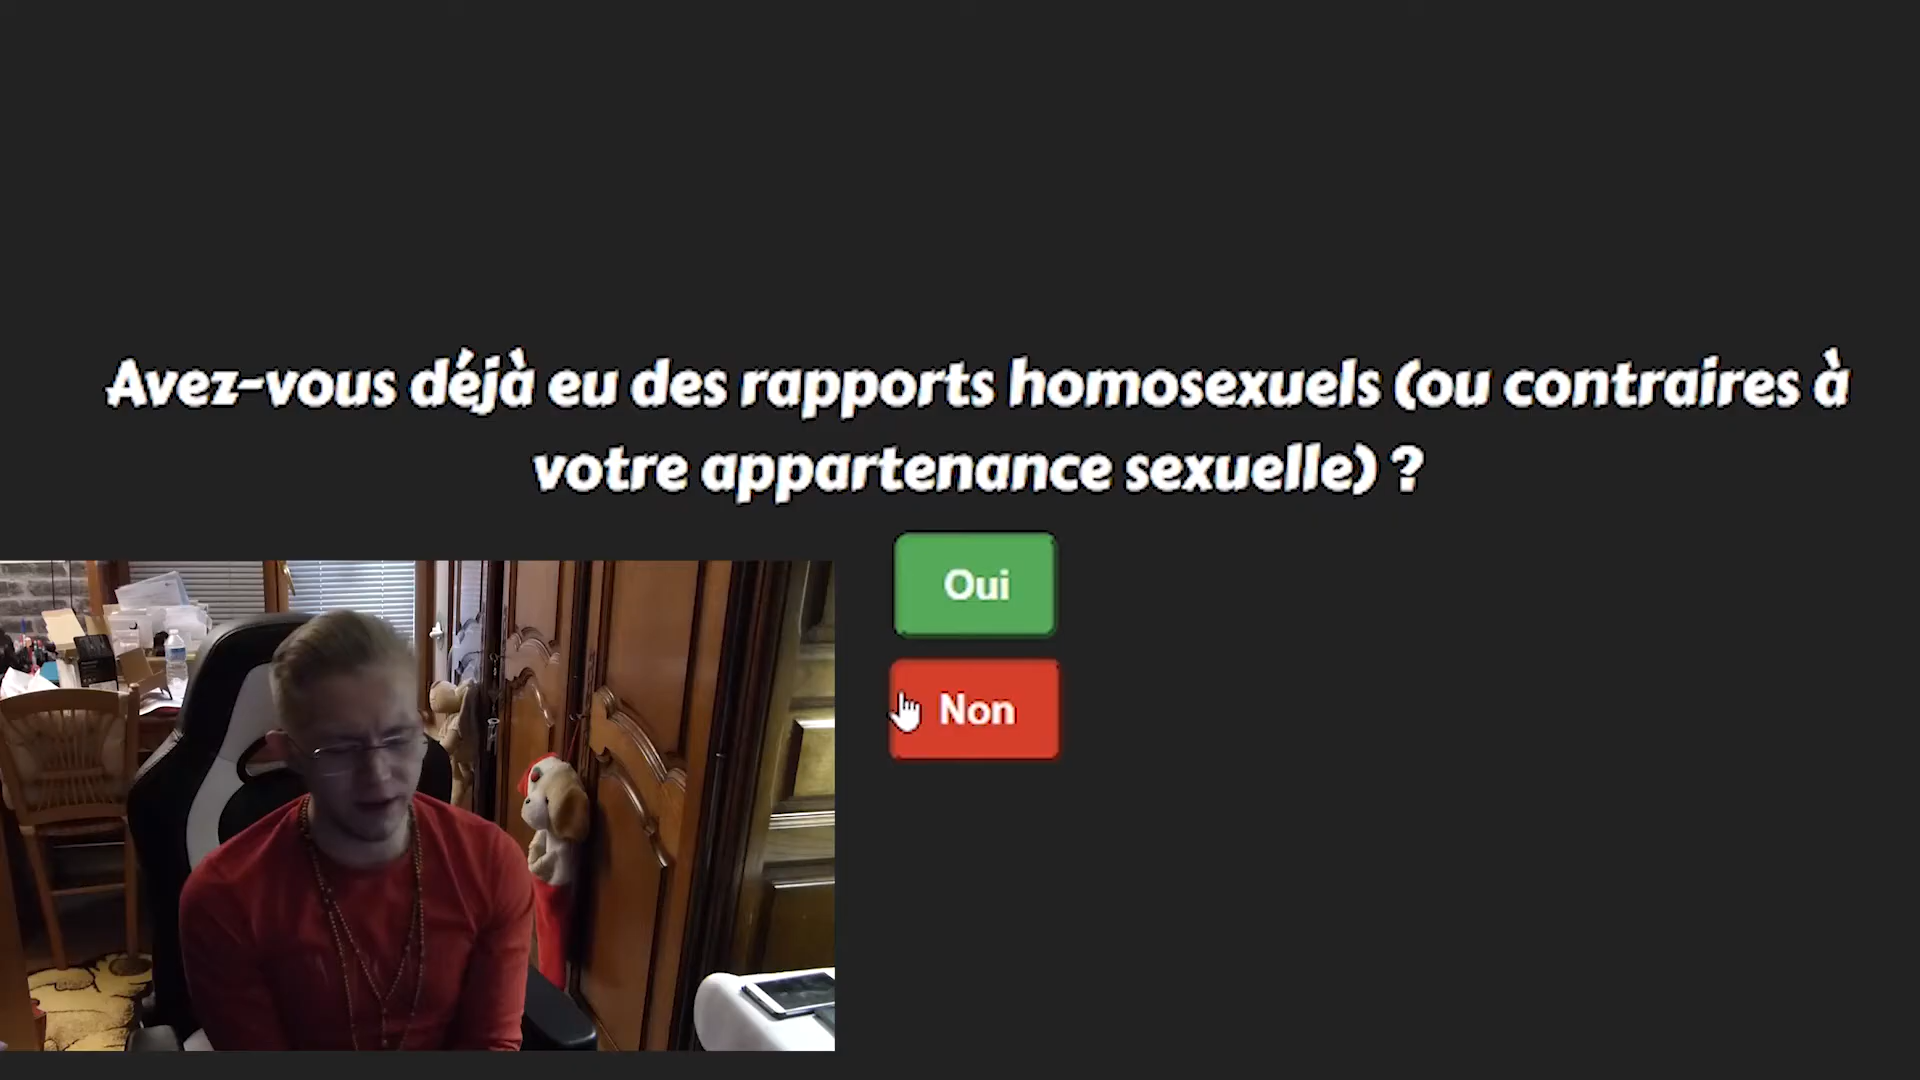 Avez-vous déjà eu des rapports homosexuels (ou contraires à
votre appartenance sexuelle) ?
Oui
Non